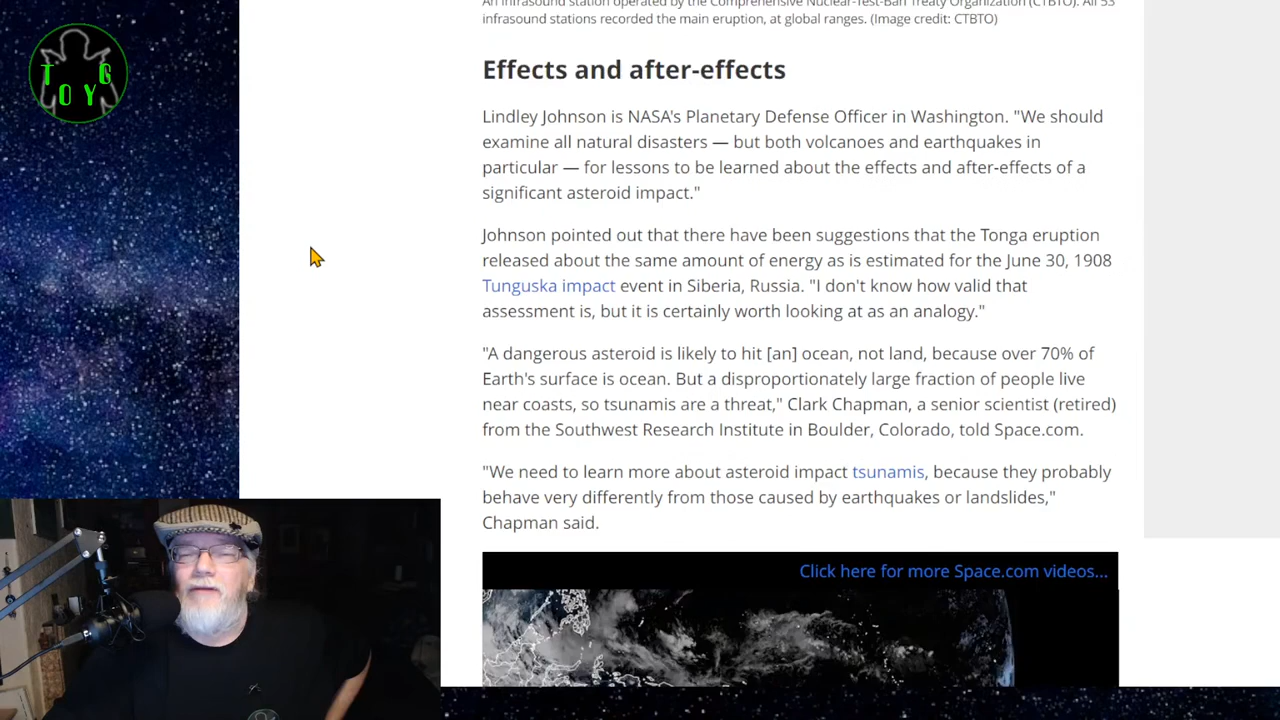 An infrasound station operated by the Comprehensive Nuclear-Test-Ban Treaty Organization (CTBTO). All 53
infrasound stations recorded the main eruption, at global ranges. (Image credit: CTBTO)
T G
O Y
Effects and after-effects
Lindley Johnson is NASA's Planetary Defense Officer in Washington. "We should
examine all natural disasters — but both volcanoes and earthquakes in
particular — for lessons to be learned about the effects and after-effects of a
significant asteroid impact."
Johnson pointed out that there have been suggestions that the Tonga eruption
released about the same amount of energy as is estimated for the June 30, 1908
Tunguska impact event in Siberia, Russia. "I don't know how valid that
assessment is, but it is certainly worth looking at as an analogy."
"A dangerous asteroid is likely to hit [an] ocean, not land, because over 70% of
Earth's surface is ocean. But a disproportionately large fraction of people live
near coasts, so tsunamis are a threat," Clark Chapman, a senior scientist (retired)
from the Southwest Research Institute in Boulder, Colorado, told Space.com.
"We need to learn more about asteroid impact tsunamis, because they probably
behave very differently from those caused by earthquakes or landslides,"
Chapman said.
Click here for more Space.com videos...